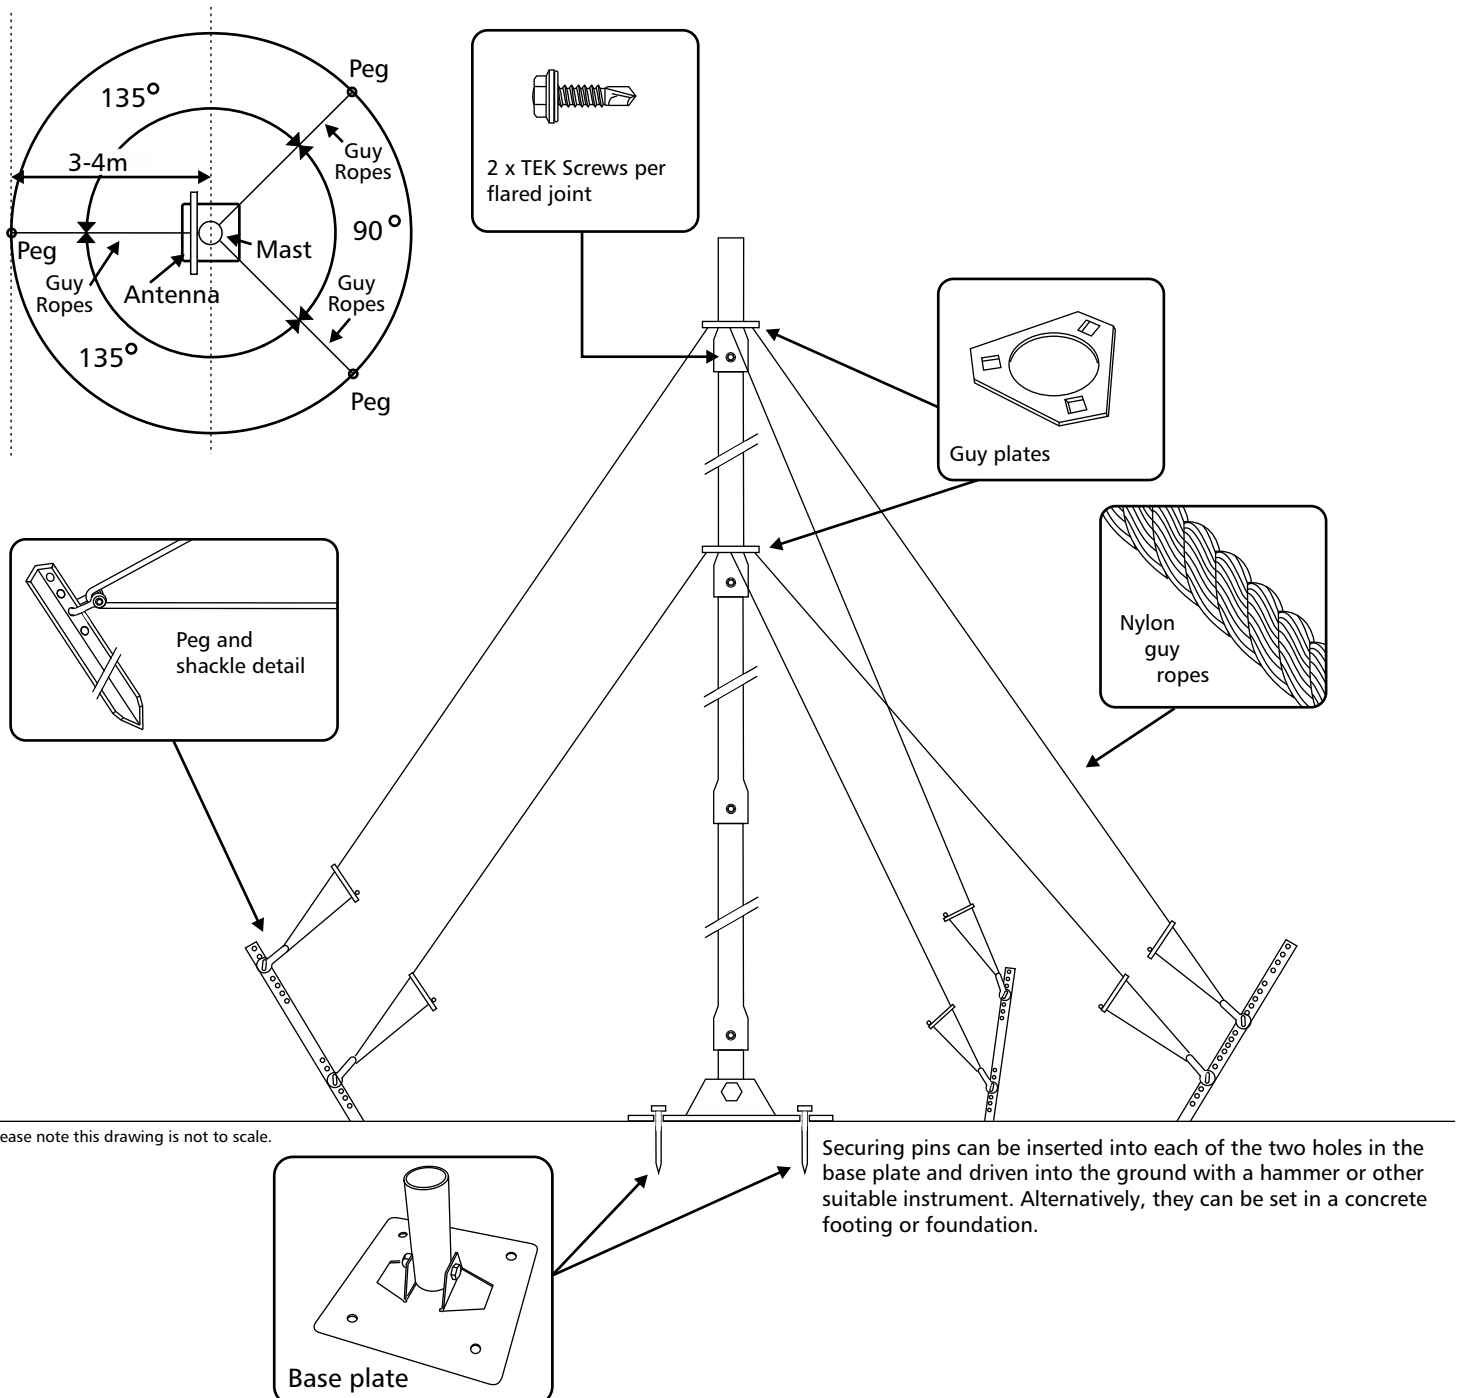 135°
Peg
3-4m
Guy
Ropes
90°
Peg
Mast
Guy
Ropes
Antenna
Guy
Ropes
135°
Peg
2 x TEK Screws per
flared joint
Guy plates
Nylon
guy
ropes
Peg and
shackle detail
ease note this drawing is not to scale.
Securing pins can be inserted into each of the two holes in the
base plate and driven into the ground with a hammer or other
suitable instrument. Alternatively, they can be set in a concrete
footing or foundation.
Base plate